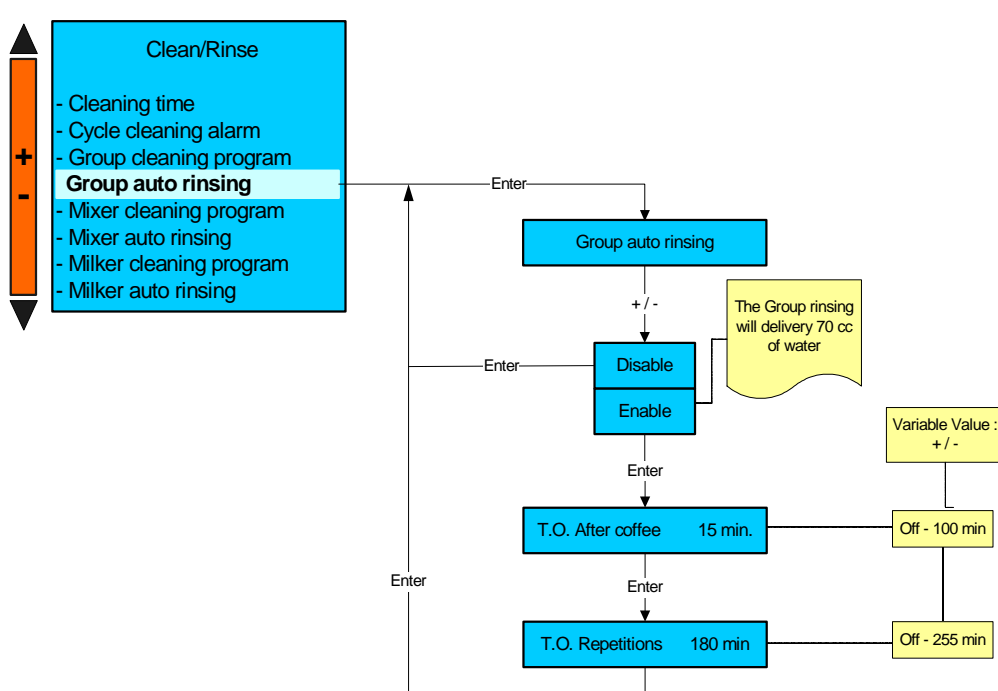 Clean/Rinse
- Cleaning time
- Cycle cleaning alarm
- Group cleaning program
Group auto rinsing
- Mixer cleaning program
- Mixer auto rinsing
- Milker cleaning program
- Milker auto rinsing
+
-
Enter
Group auto rinsing
+ / -
The Group rinsing
will delivery 70 cc
of water
Enter
Disable
Enable
Variable Value :
+ / -
Enter
T.O. After coffee 15 min.
Off - 100 min
Enter
Enter
T.O. Repetitions 180 min
Off - 255 min